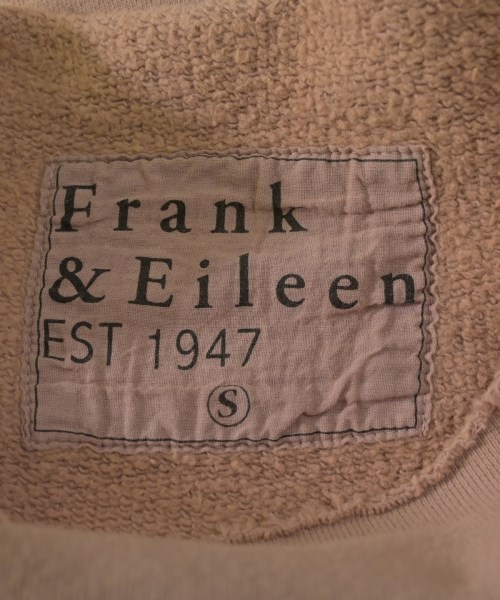 Frank
& Eileen
EST 1947
S